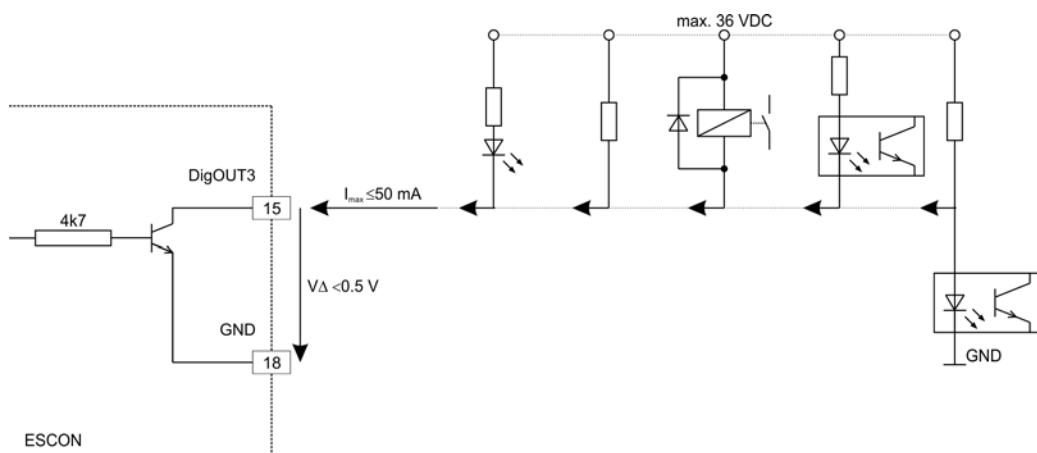 max. 36 VDC
DigOUT3
15
Imax ≤50 mA
4k7
VΔ <0.5 V
GND
18
GND
ESCON